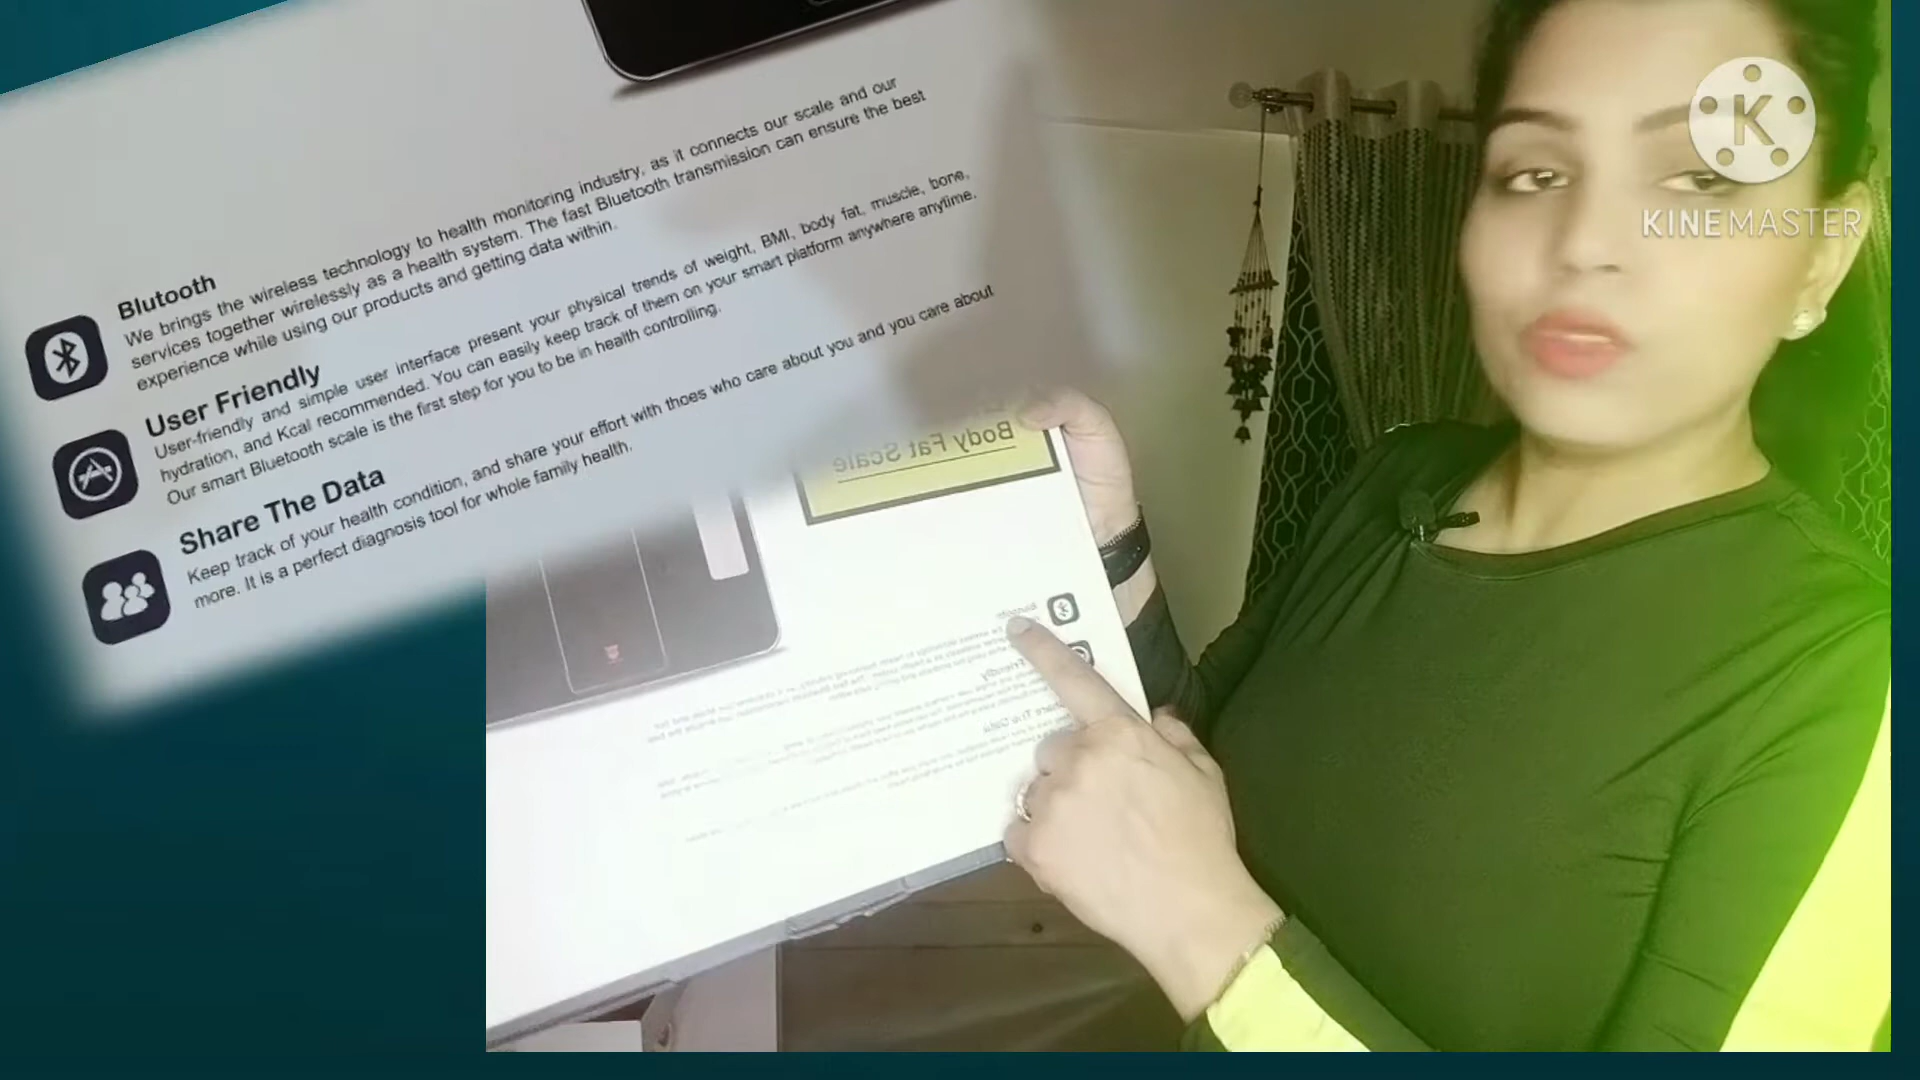 Blutooth
We brings the wireless technology to health monitoring industry, as it connects our scale and our
services together wirelessly as a health system. The fast Bluetooth transmission can ensure the best
experience while using our products and getting data within.
User Friendly
User-friendly and simple user interface present your physical trends of weight, BMI, body fat, muscle, bone,
hydration, and Kcal recommended. You can easily keep track of them on your smart platform anywhere anytime.
Our smart Bluetooth scale is the first step for you to be in health controlling.
Share The Data
Keep track of your health condition, and share your effort with thoes who care about you and you care about
more. It is a perfect diagnosis tool for whole family health.
Body Fat Scale
K
KINEMASTER